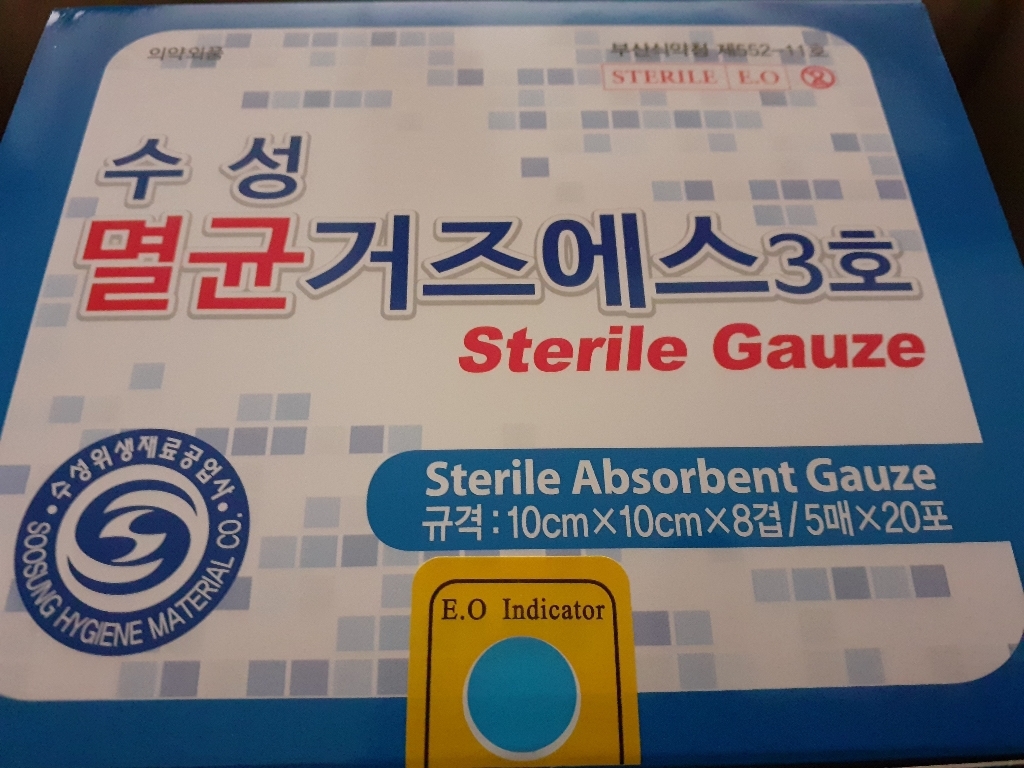 의약외품
부산식약청 제552-11호
STERILE E.O
수성
멸균거즈에스3호
Sterile Gauze
Sterile Absorbent Gauze
규격 : 10cm×10cm×8겹 / 5매×20포
• 수성위생재료공업사 •
SOOSUNG HYGIENE MATERIAL CO.
E.O Indicator